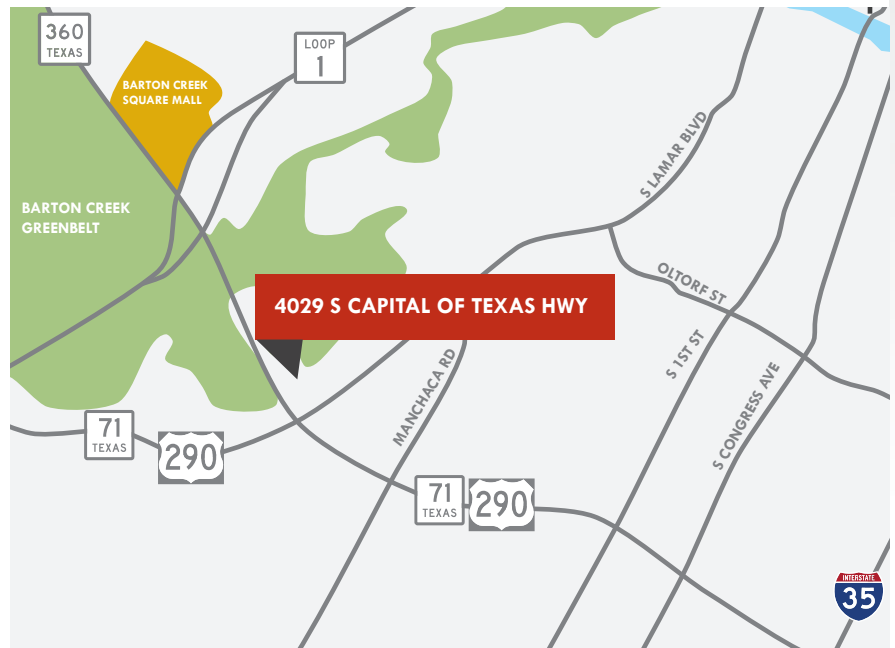 360
TEXAS
LOOP
1
BARTON CREEK
SQUARE MALL
S LAMAR BLVD
BARTON CREEK
GREENBELT
OLTORF ST
4029 S CAPITAL OF TEXAS HWY
S 1ST ST
MANCHACA RD
S CONGRESS AVE
71
TEXAS
290
71
TEXAS
290
INTERSTATE
35